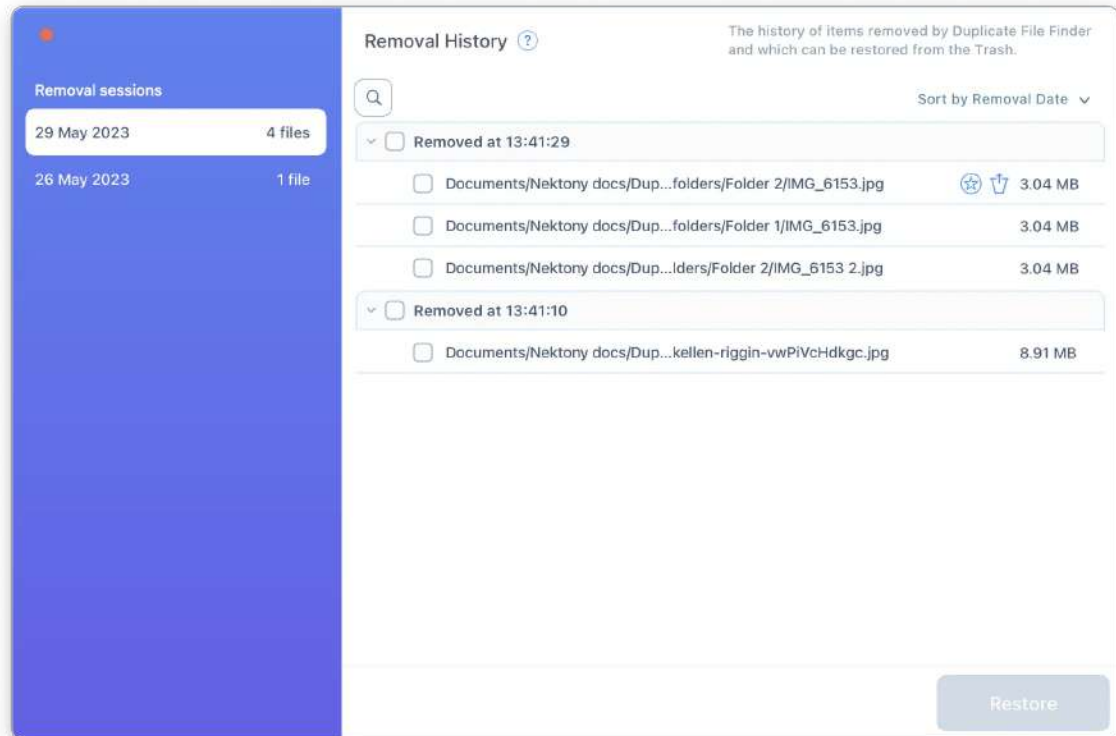 Removal History ?
The history of items removed by Duplicate File Finder
and which can be restored from the Trash.
Removal sessions
29 May 2023 4 files
26 May 2023 1 file
Sort by Removal Date
Removed at 13:41:29
Documents/Nektony docs/Dup...folders/Folder 2/IMG_6153.jpg 3.04 MB
Documents/Nektony docs/Dup...folders/Folder 1/IMG_6153.jpg 3.04 MB
Documents/Nektony docs/Dup...lders/Folder 2/IMG_6153 2.jpg 3.04 MB
Removed at 13:41:10
Documents/Nektony docs/Dup...kellen-riggin-vwPiVcHdkgc.jpg 8.91 MB
Restore